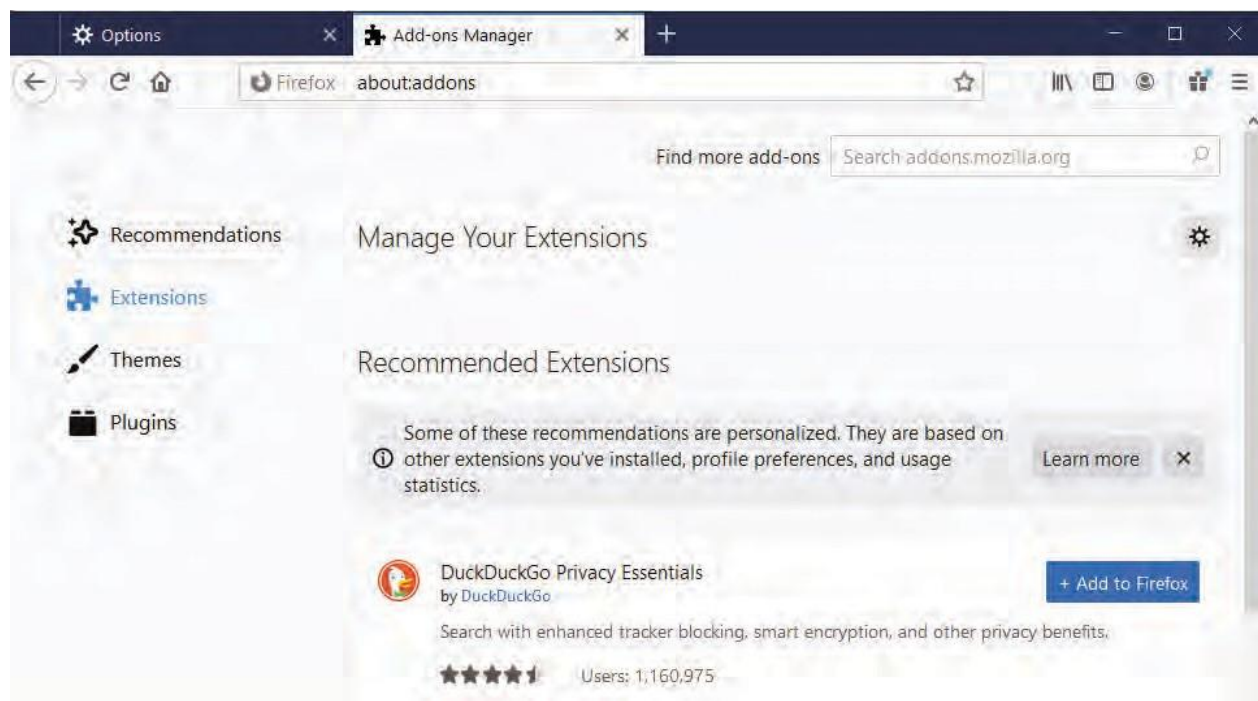 Options
Add-ons Manager
Firefox about:addons
Find more add-ons Search addons.mozilla.org
Recommendations
Extensions
Themes
Plugins
Manage Your Extensions
Recommended Extensions
Some of these recommendations are personalized. They are based on
other extensions you've installed, profile preferences, and usage
statistics.
Learn more
DuckDuckGo Privacy Essentials
by DuckDuckGo
+ Add to Firefox
Search with enhanced tracker blocking, smart encryption, and other privacy benefits.
Users: 1,160,975